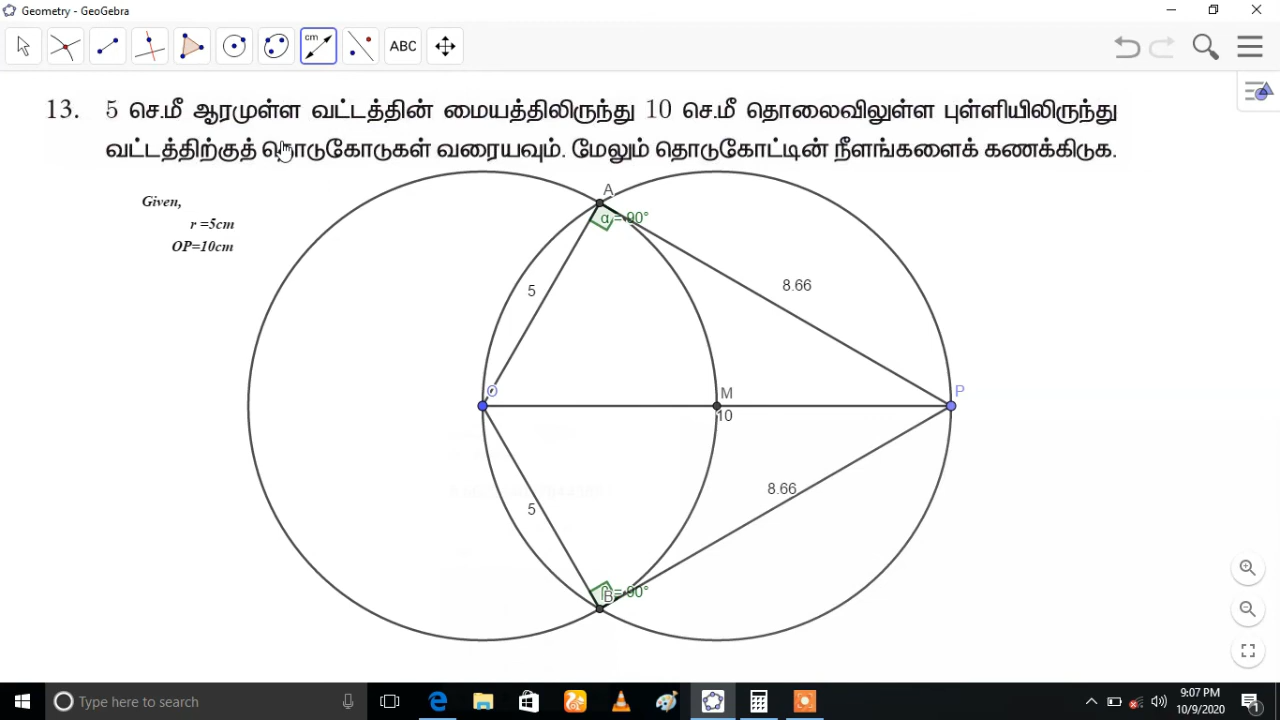 Geometry - GeoGebra
cm
ABC
13. 5 செ.மீ ஆரமுள்ள வட்டத்தின் மையத்திலிருந்து 10 செ.மீ தொலைவிலுள்ள புள்ளியிலிருந்து
வட்டத்திற்குத் தொடுகோடுகள் வரையவும். மேலும் தொடுகோட்டின் நீளங்களைக் கணக்கிடுக.
Given,
r =5cm
OP=10cm
A
α = 90°
5
8.66
O
M
P
10
8.66
5
β = 90°
B
Type here to search
9:07 PM
10/9/2020
1